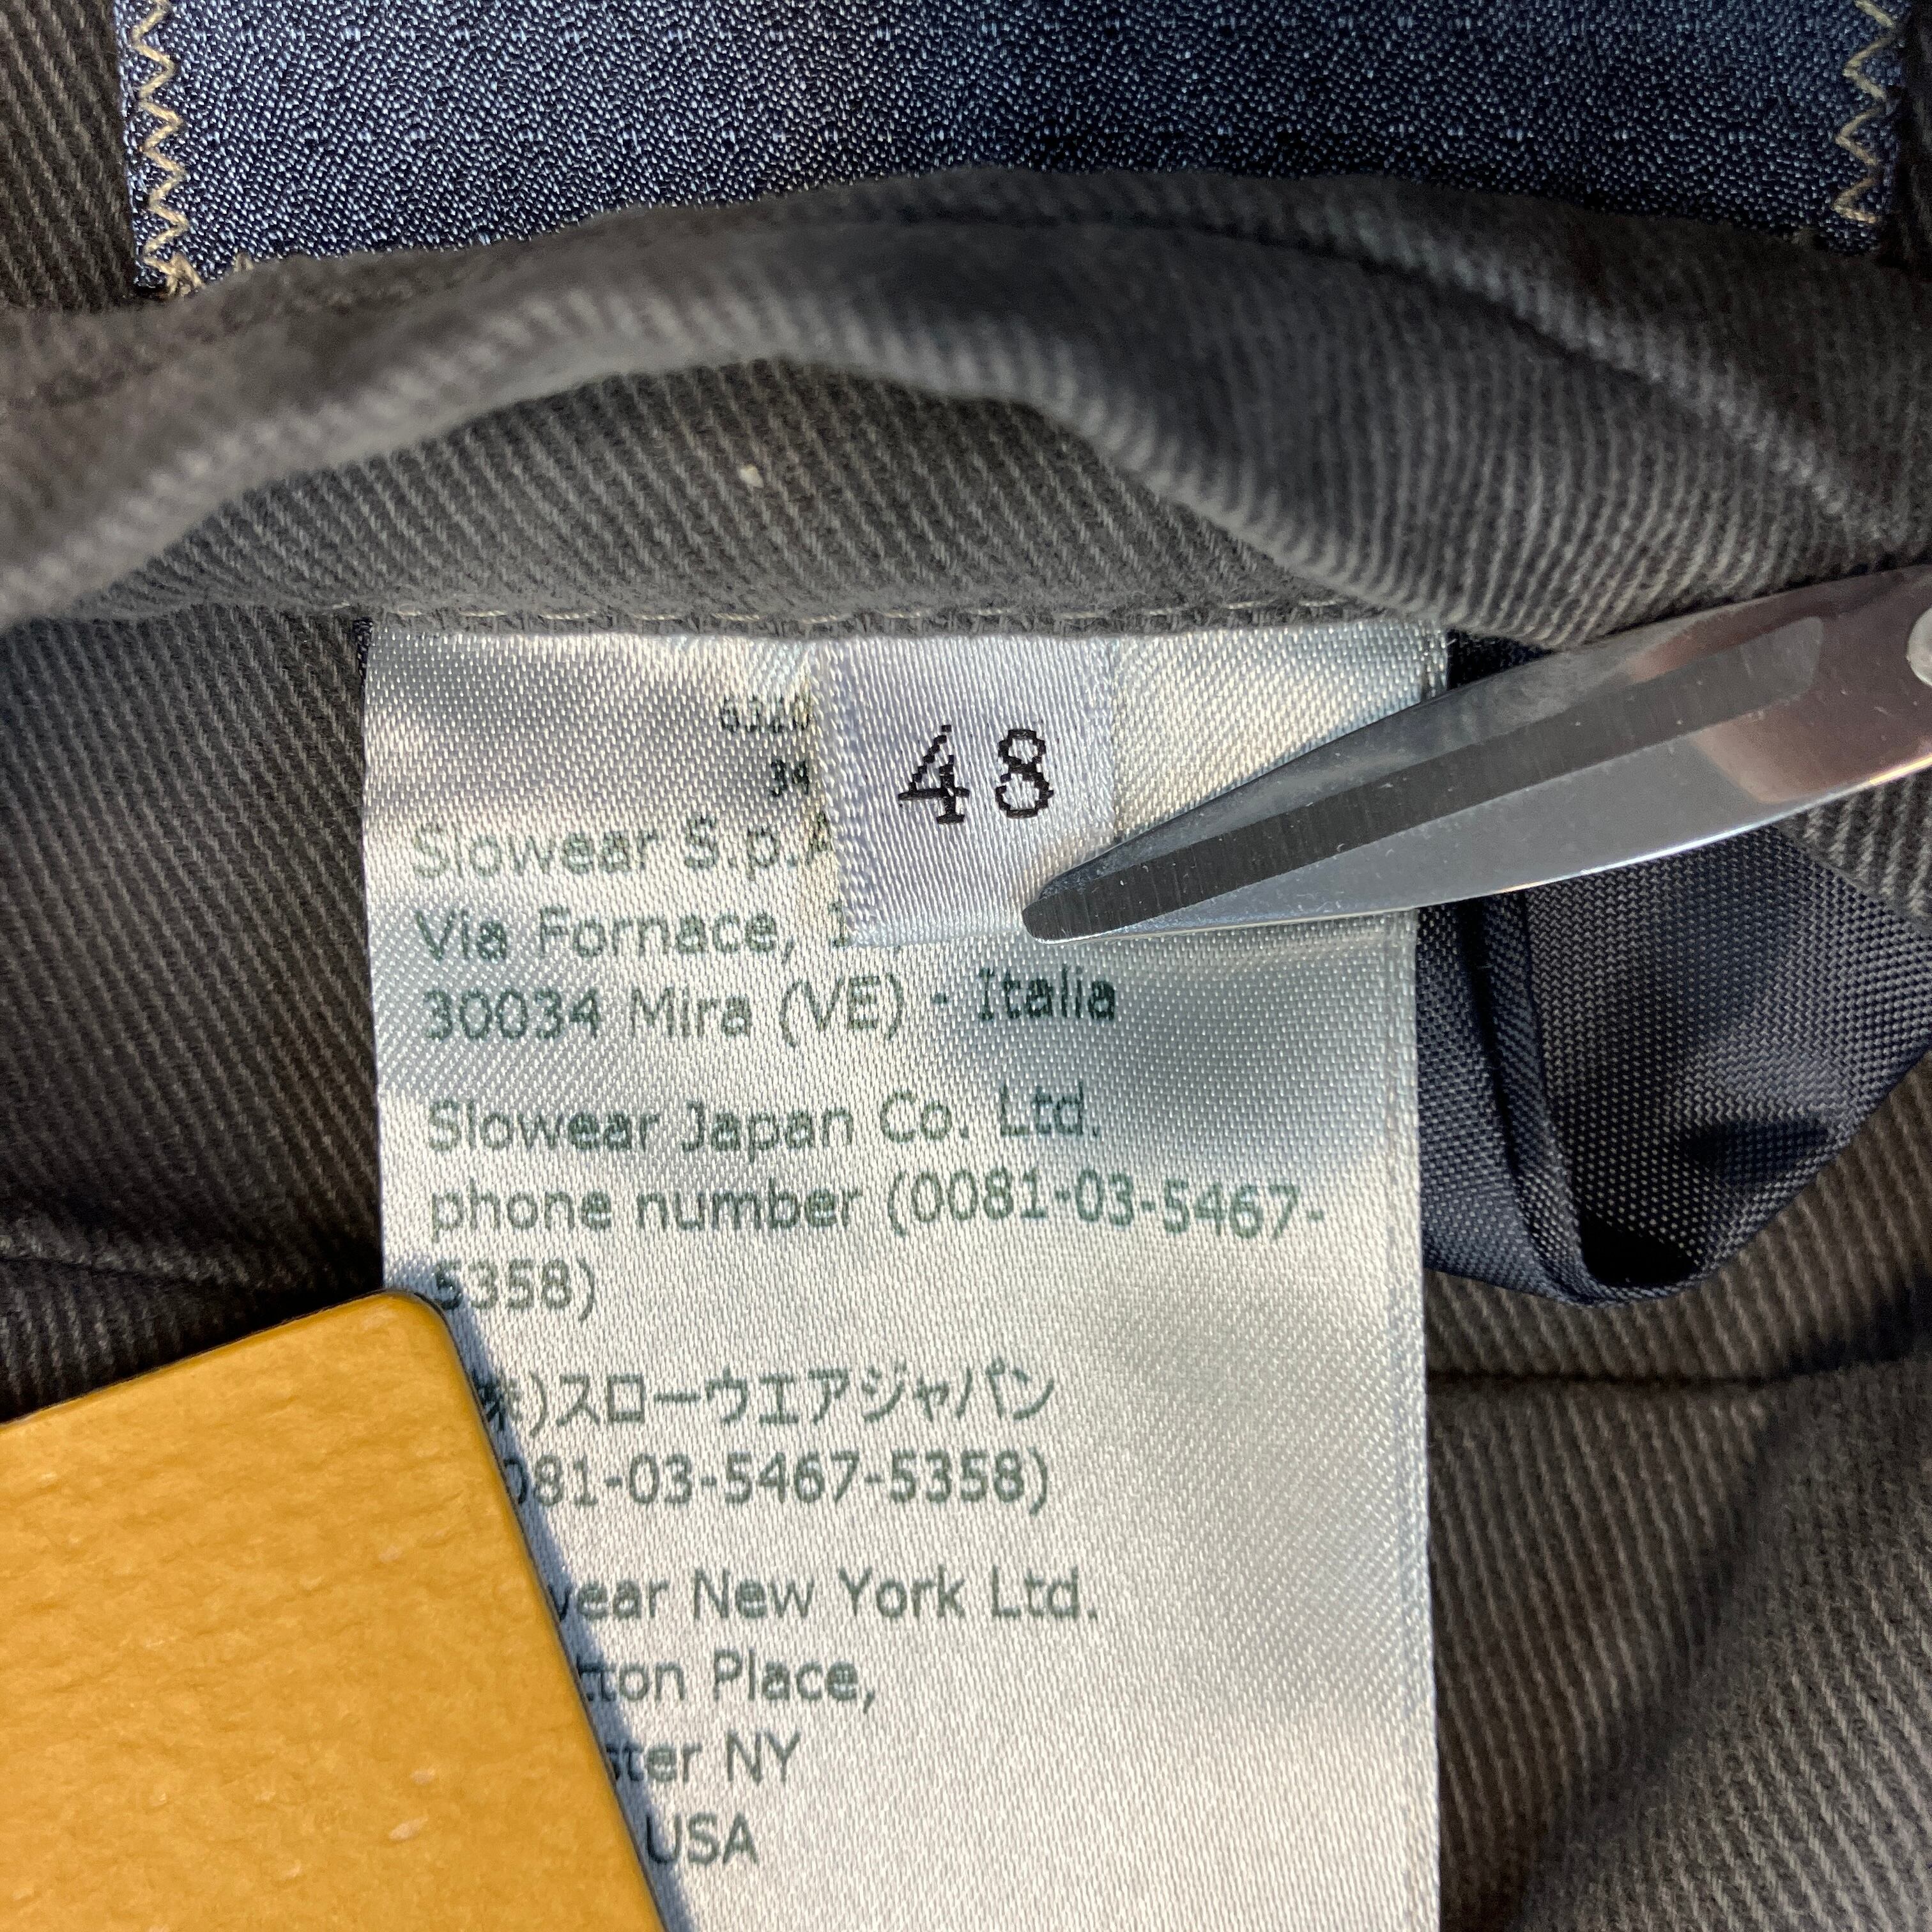 48
34
Slowear S.p.A
Via Fornace,
30034 Mira (VE) - Italia
Slowear Japan Co. Ltd.
phone number (0081-03-5467-
5358)
)スローウエアジャパン
081-03-5467-5358)
wear New York Ltd.
tton Place,
ster NY
USA